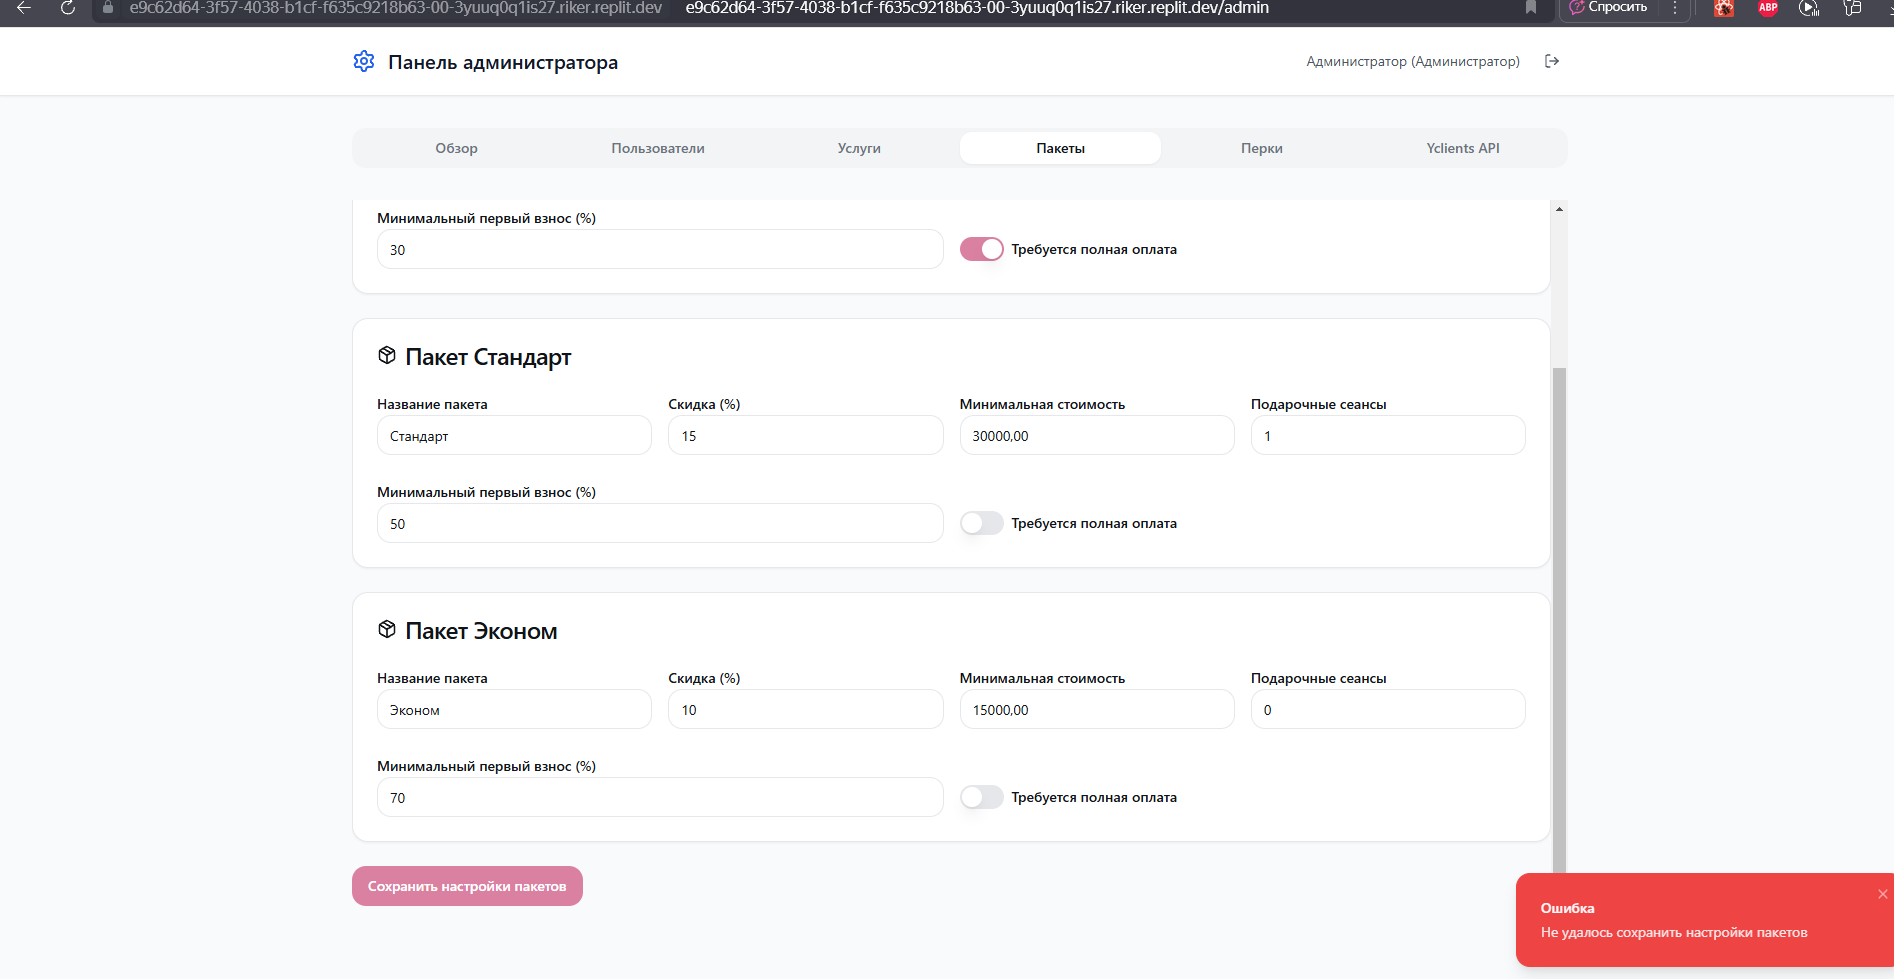 e9c62d64-3f57-4038-b1cf-f635c9218b63-00-3yuuq0q1is27.riker.replit.dev e9c62d64-3f57-4038-b1cf-f635c9218b63-00-3yuuq0q1is27.riker.replit.dev/admin Спросить ABP
Панель администратора Администратор (Администратор)
Обзор Пользователи Услуги Пакеты Перки Yclients API
Минимальный первый взнос (%)
30 Требуется полная оплата
Пакет Стандарт
Название пакета Скидка (%) Минимальная стоимость Подарочные сеансы
Стандарт 15 30000,00 1
Минимальный первый взнос (%)
50 Требуется полная оплата
Пакет Эконом
Название пакета Скидка (%) Минимальная стоимость Подарочные сеансы
Эконом 10 15000,00 0
Минимальный первый взнос (%)
70 Требуется полная оплата
Сохранить настройки пакетов
Ошибка
Не удалось сохранить настройки пакетов